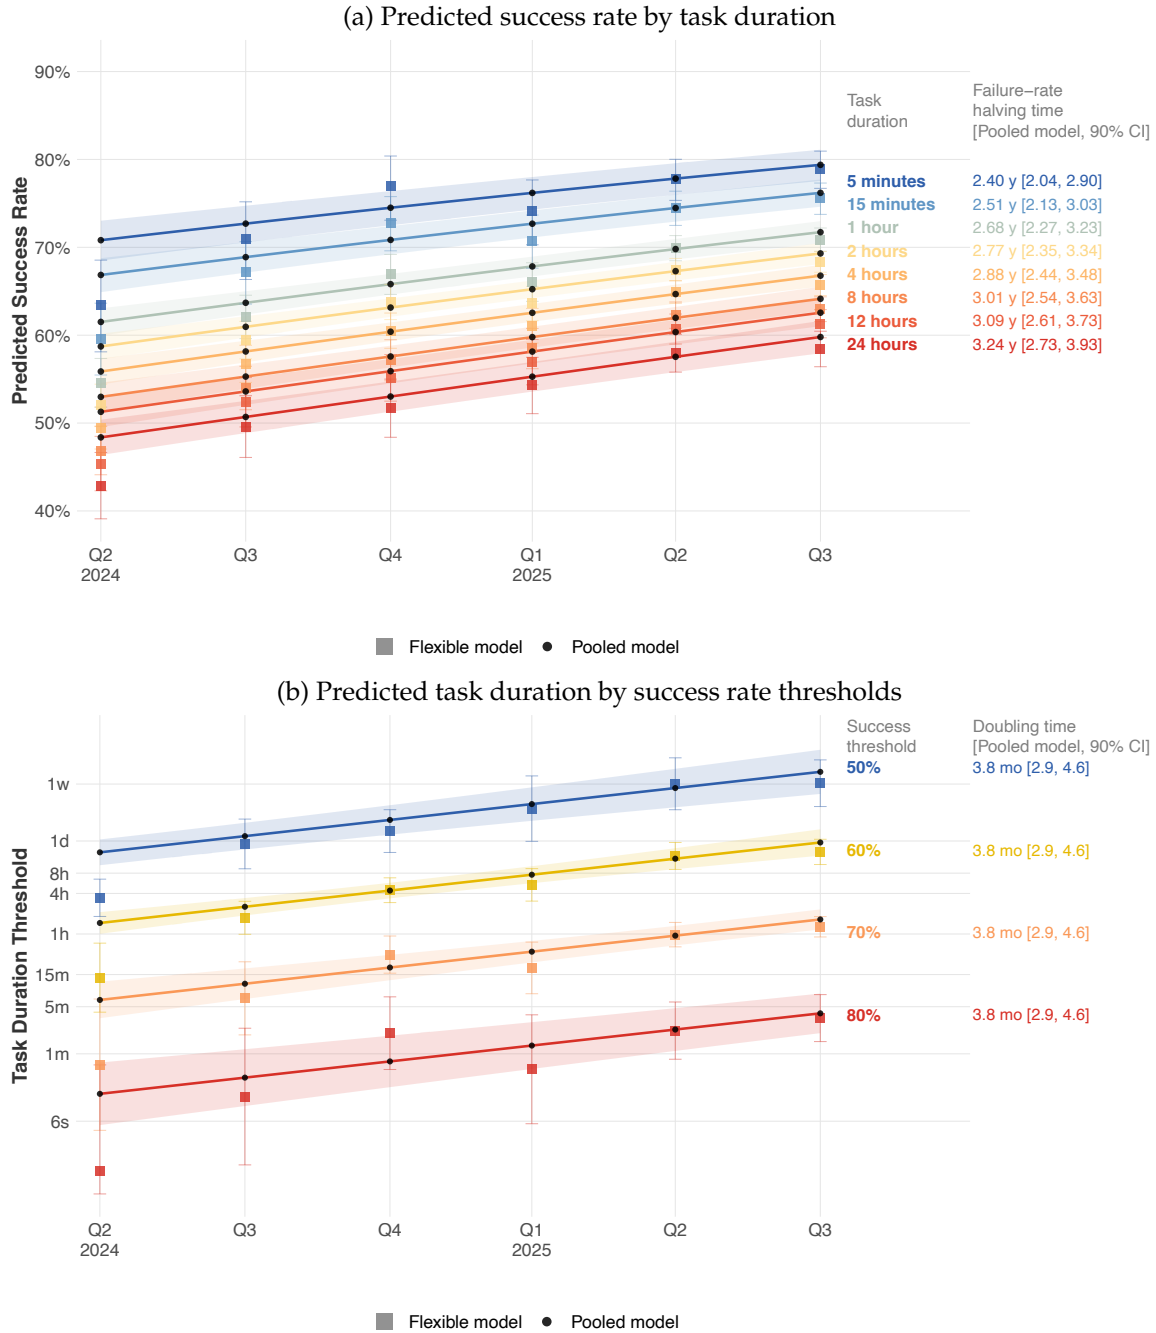 (a) Predicted success rate by task duration
Predicted Success Rate
90%
80%
70%
60%
50%
40%
Task
duration
Failure−rate
halving time
[Pooled model, 90% CI]
5 minutes 2.40 y [2.04, 2.90]
15 minutes 2.51 y [2.13, 3.03]
1 hour 2.68 y [2.27, 3.23]
2 hours 2.77 y [2.35, 3.34]
4 hours 2.88 y [2.44, 3.48]
8 hours 3.01 y [2.54, 3.63]
12 hours 3.09 y [2.61, 3.73]
24 hours 3.24 y [2.73, 3.93]
Q2 Q3 Q4 Q1 Q2 Q3
2024 2025
Flexible model Pooled model
(b) Predicted task duration by success rate thresholds
Task Duration Threshold
1w
1d
8h
4h
1h
15m
5m
1m
6s
Success
threshold
Doubling time
[Pooled model, 90% CI]
50% 3.8 mo [2.9, 4.6]
60% 3.8 mo [2.9, 4.6]
70% 3.8 mo [2.9, 4.6]
80% 3.8 mo [2.9, 4.6]
Q2 Q3 Q4 Q1 Q2 Q3
2024 2025
Flexible model Pooled model